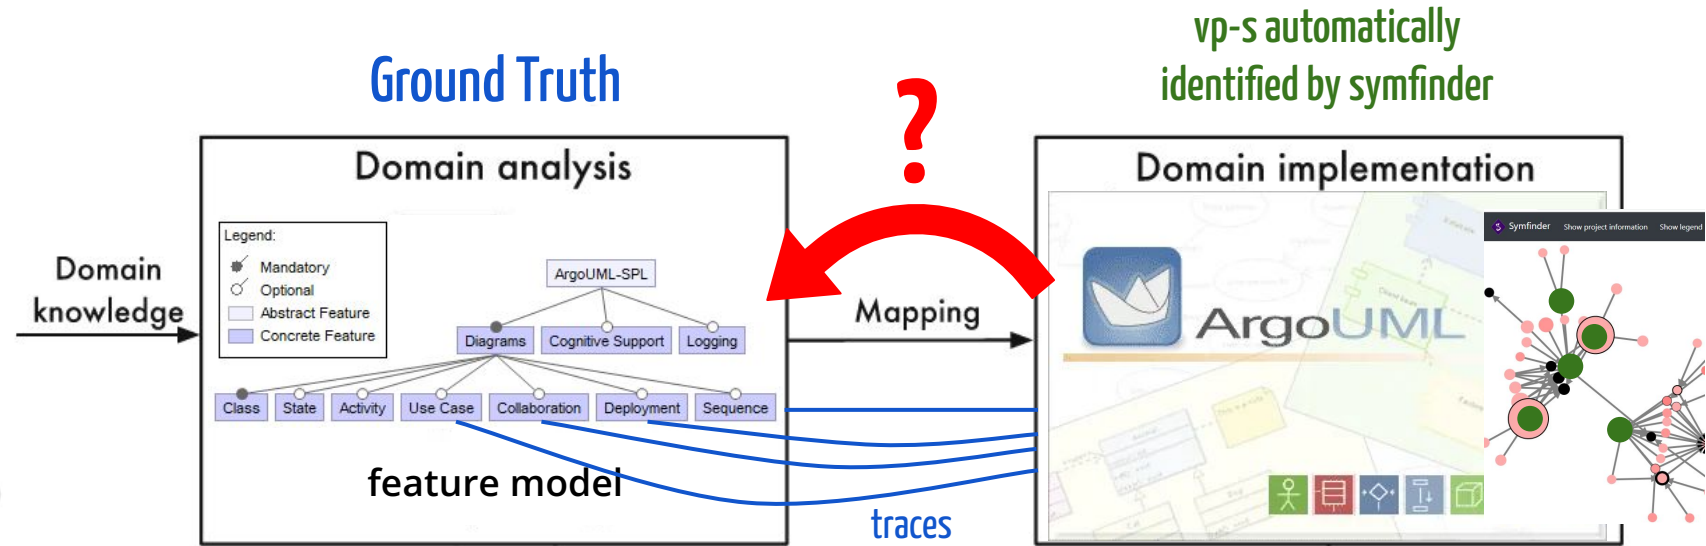 vp-s automatically
identified by symfinder
Ground Truth
?
Domain analysis
Domain implementation
Legend:
Mandatory
Optional
Abstract Feature
Concrete Feature
Domain
knowledge
ArgoUML-SPL
Diagrams
Cognitive Support
Logging
Class
State
Activity
Use Case
Collaboration
Deployment
Sequence
feature model
Mapping
traces
ArgoUML
S
Symfinder
Show project information
Show legend